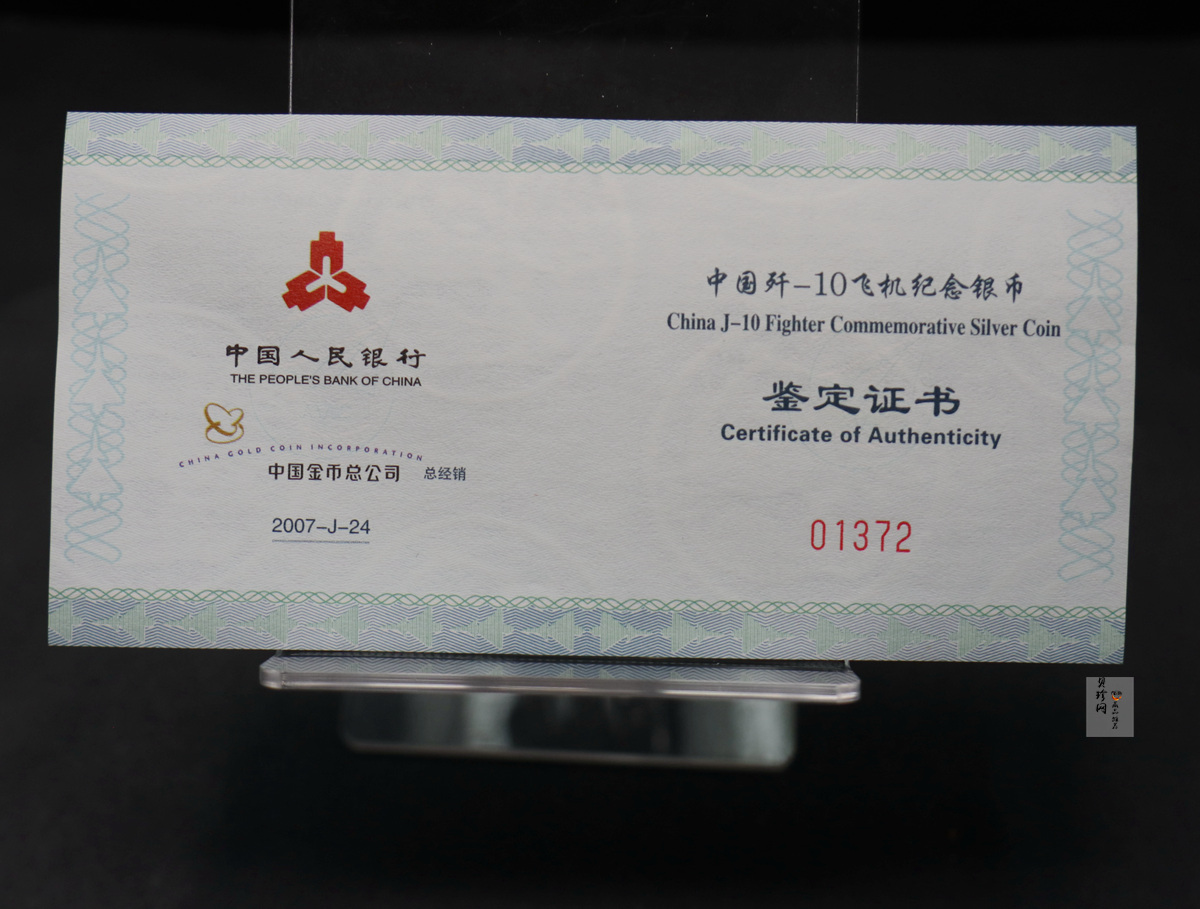 中国人民银行
THE PEOPLE'S BANK OF CHINA
CHINA GOLD COIN INCORPORATION
中国金币总公司 总经销
2007-J-24
中国歼-10飞机纪念银币
China J-10 Fighter Commemorative Silver Coin
鉴定证书
Certificate of Authenticity
01372